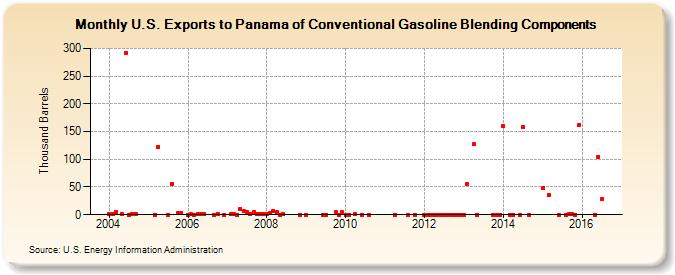 Monthly U.S. Exports to Panama of Conventional Gasoline Blending Components
Thousand Barrels
300
250
200
150
100
50
0
2004 2006 2008 2010 2012 2014 2016
Source: U.S. Energy Information Administration